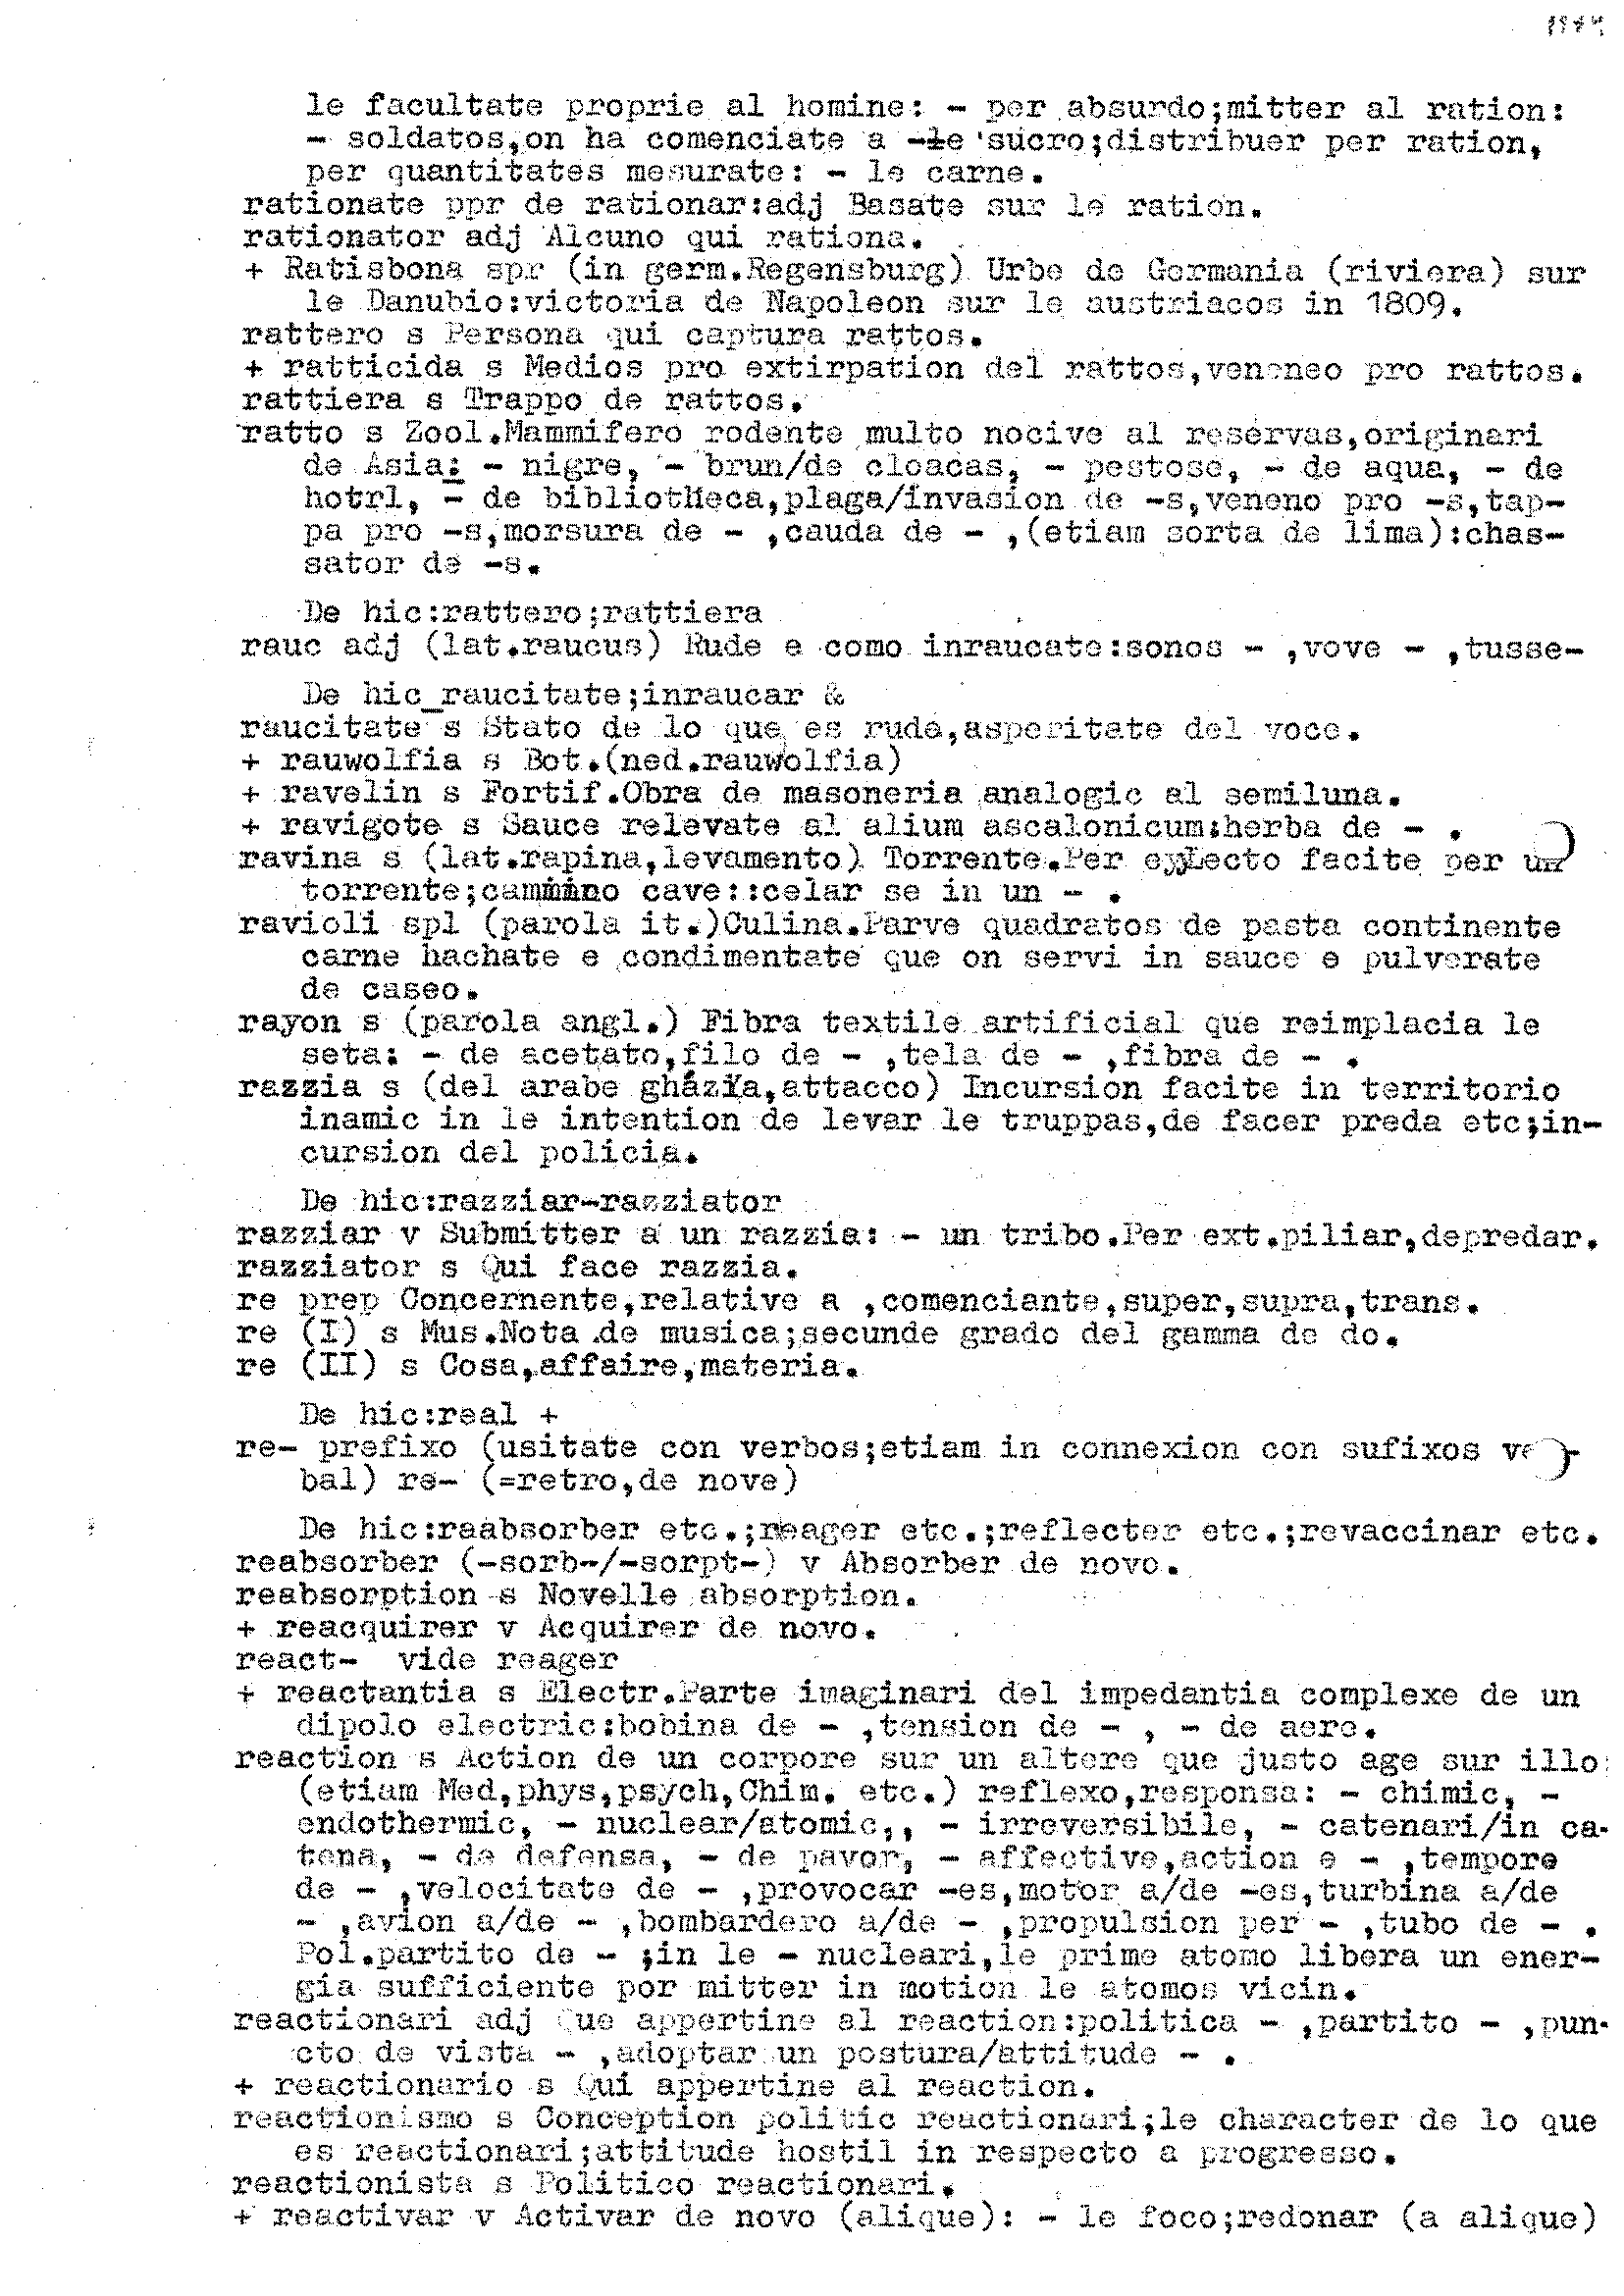 le facultate proprie al homine: - per absurdo;mitter al ration:
- soldatos,on ha comenciate a -le sucro;distribuer per ration,
per quantitates mesurate: - le carne.
rationate ppr de rationar:adj Basate sur le ration.
rationator adj Alcuno qui rationa.
+ Ratisbona spr (in germ.Regensburg) Urbe de Germania (riviera) sur
le Danubio:victoria de Napoleon sur le austriacos in 1809.
rattero s Persona qui captura rattos.
+ ratticida s Medios pro extirpation del rattos,veneneo pro rattos.
rattiera s Trappo de rattos.
ratto s Zool.Mammifero rodente multo nocive al reservas,originari
de Asia: - nigre, - brun/de cloacas, - pestose, - de aqua, - de
hotrl, - de bibliotheca,plaga/invasion de -s,veneno pro -s,tap-
pa pro -s,morsura de - ,cauda de - ,(etiam sorta de lima):chas-
sator de -s.
De hic:rattero;rattiera
rauc adj (lat.raucus) Rude e como inraucate:sonos - ,vove - ,tusse-
De hic_raucitate;inraucar &
raucitate s Stato de lo que es rude,asperitate del voce.
+ rauwolfia s Bot.(ned.rauwolfia)
+ ravelin s Fortif.Obra de masoneria analogic al semiluna.
+ ravigote s Sauce relevate al alium ascalonicum:herba de - .
ravina s (lat.rapina,levamento) Torrente.Per facite per un
torrente;cammino cave::celar se in un - .
ravioli spl (parola it.)Culina.Parve quadratos de pasta continente
carne hachate e condimentate que on servi in sauce e pulverate
de caseo.
rayon s (parola angl.) Fibra textile artificial que reimplacia le
seta: - de acetato,filo de - ,tela de - ,fibra de - .
razzia s (del arabe gházĭa,attacco) Incursion facite in territorio
inamic in le intention de levar le truppas,de facer preda etc;in-
cursion del policia.
De hic:razziar-razziator
razziar v Submitter a un razzia: - un tribo.Per ext.piliar,depredar.
razziator s Qui face razzia.
re prep Concernente,relative a ,comenciante,super,supra,trans.
re (I) s Mus.Nota de musica;secunde grado del gamma de do.
re (II) s Cosa,affaire,materia.
De hic:real +
re- prefixo (usitate con verbos;etiam in connexion con sufixos ver-
bal) re- (=retro,de nove)
De hic:raabsorber etc.;reager etc.;reflecter etc.;revaccinar etc.
reabsorber (-sorb-/-sorpt-) v Absorber de novo.
reabsorption s Novelle absorption.
+ reacquirer v Acquirer de novo.
react- vide reager
+ reactantia s Electr.Parte imaginari del impedantia complexe de un
dipolo electric:bobina de - ,tension de - , - de aere.
reaction s Action de un corpore sur un altere que justo age sur illo:
(etiam Med,phys,psych,Chim. etc.) reflexo,responsa: - chimic, -
endothermic, - nuclear/atomic,, - irreversibile, - catenari/in ca-
tena, - de defensa, - de pavor, - affective,action e - ,tempore
de - ,velocitate de - ,provocar -es,motor a/de -es,turbina a/de
- ,avion a/de - ,bombardero a/de - ,propulsion per - ,tubo de - .
Pol.partito de - ;in le - nucleari,le prime atomo libera un ener-
gia sufficiente por mitter in motion le atomos vicin.
reactionari adj Que appertine al reaction:politica - ,partito - ,pun-
cto de vista - ,adoptar un postura/attitude - .
+ reactionario s Qui appertine al reaction.
reactionismo s Conception politic reactionari;le character de lo que
es reactionari;attitude hostil in respecto a progresso.
reactionista s Politico reactionari.
+ reactivar v Activar de novo (alique): - le foco;redonar (a alique)